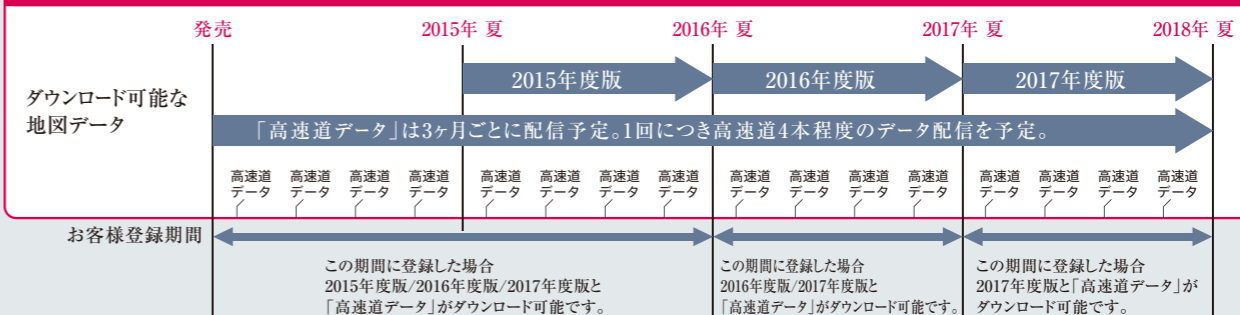 発売
2015年 夏
2016年 夏
2017年 夏
2018年 夏
ダウンロード可能な
地図データ
2015年度版
2016年度版
2017年度版
「高速道データ」は3ヶ月ごとに配信予定。1回につき高速道4本程度のデータ配信を予定。
高速道 高速道 高速道 高速道 高速道 高速道 高速道 高速道 高速道 高速道 高速道 高速道 高速道 高速道 高速道 高速道
データ データ データ データ データ データ データ データ データ データ データ データ データ データ データ データ
お客様登録期間
この期間に登録した場合
2015年度版/2016年度版/2017年度版と
「高速道データ」がダウンロード可能です。
この期間に登録した場合
2016年度版/2017年度版と
「高速道データ」がダウンロード可能です。
この期間に登録した場合
2017年度版と「高速道データ」が
ダウンロード可能です。